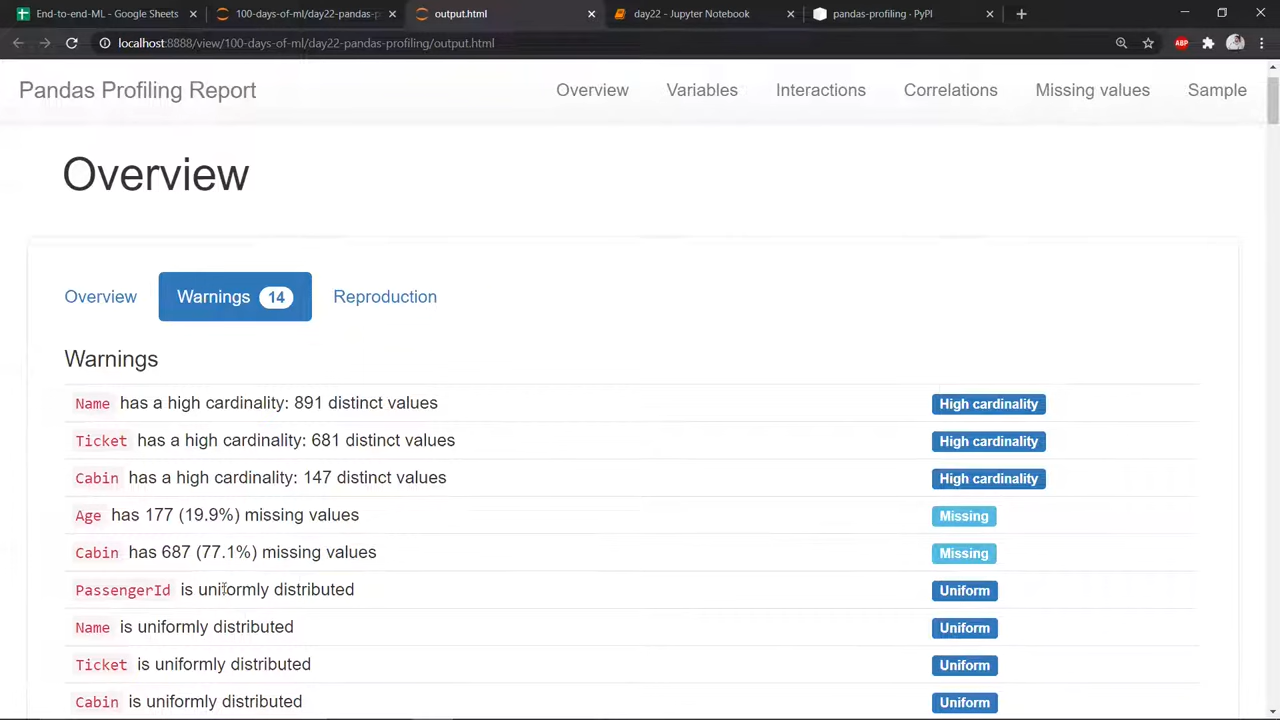 End-to-end-ML - Google Sheets
100-days-of-ml/day22-pandas-p
output.html
day22 - Jupyter Notebook
pandas-profiling · PyPI
localhost:8888/view/100-days-of-ml/day22-pandas-profiling/output.html
ABP
Pandas Profiling Report
Overview
Variables
Interactions
Correlations
Missing values
Sample
Overview
Overview
Warnings 14
Reproduction
Warnings
Name has a high cardinality: 891 distinct values High cardinality
Ticket has a high cardinality: 681 distinct values High cardinality
Cabin has a high cardinality: 147 distinct values High cardinality
Age has 177 (19.9%) missing values Missing
Cabin has 687 (77.1%) missing values Missing
PassengerId is uniformly distributed Uniform
Name is uniformly distributed Uniform
Ticket is uniformly distributed Uniform
Cabin is uniformly distributed Uniform